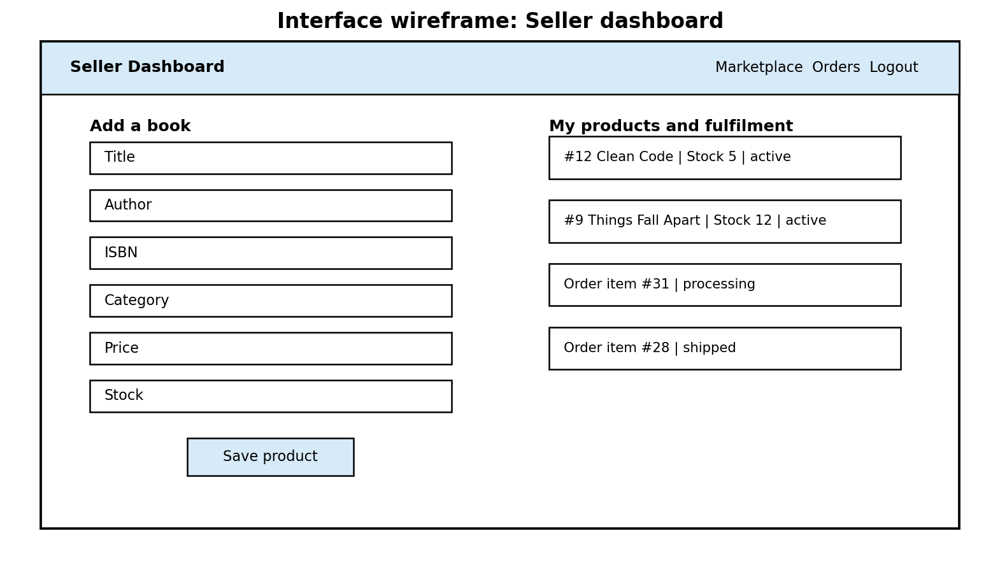 Interface wireframe: Seller dashboard
Seller Dashboard
Marketplace Orders Logout
Add a book
Title
Author
ISBN
Category
Price
Stock
Save product
My products and fulfilment
#12 Clean Code | Stock 5 | active
#9 Things Fall Apart | Stock 12 | active
Order item #31 | processing
Order item #28 | shipped